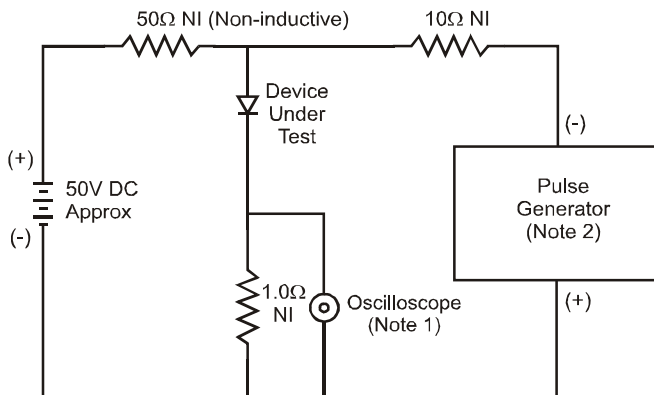 50Ω NI (Non-inductive)
10Ω NI
Device
Under
Test
(-)
(+)
50V DC
Approx
(-)
Pulse
Generator
(Note 2)
1.0Ω
NI
Oscilloscope
(Note 1)
(+)